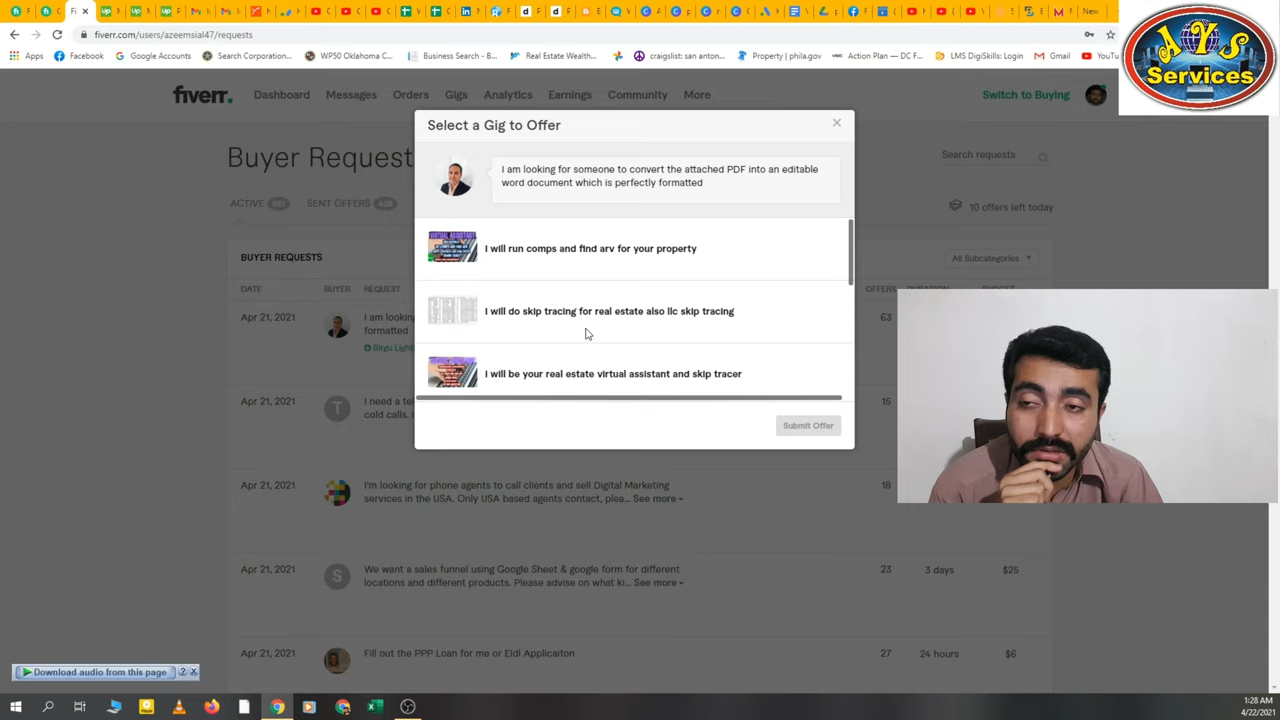 Fi
New
fiverr.com/users/azeemsial47/requests
Apps
Facebook
Google Accounts
Search Corporation...
WP50 Oklahoma C...
Business Search - B...
Real Estate Wealth...
craigslist: san anton...
Property | phila.gov
Action Plan — DC F...
LMS DigiSkills: Login
Gmail
YouTu
AYS
Services
fiverr.
Dashboard
Messages
Orders
Gigs
Analytics
Earnings
Community
More
Switch to Buying
Select a Gig to Offer
I am looking for someone to convert the attached PDF into an editable
word document which is perfectly formatted
Buyer Request
Search requests
ACTIVE
SENT OFFERS
10 offers left today
I will run comps and find arv for your property
BUYER REQUESTS
All Subcategories
DATE
BUYER
REQUEST
OFFERS
DURATION
BUDGET
I will do skip tracing for real estate also llc skip tracing
Apr 21, 2021
I am looking
formatted
63
I will be your real estate virtual assistant and skip tracer
Apr 21, 2021
cold calls.
15
Submit Offer
Apr 21, 2021
I'm looking for phone agents to call clients and sell Digital Marketing
services in the USA. Only USA based agents contact, plea... See more
18
Apr 21, 2021
S
We want a sales funnel using Google Sheet & google form for different
locations and different products. Please advise on what ki... See more
23
3 days
$25
Apr 21, 2021
Fill out the PPP Loan for me or EIdl Applicaiton
27
24 hours
$6
Download audio from this page
?
X
1:28 AM
4/22/2021